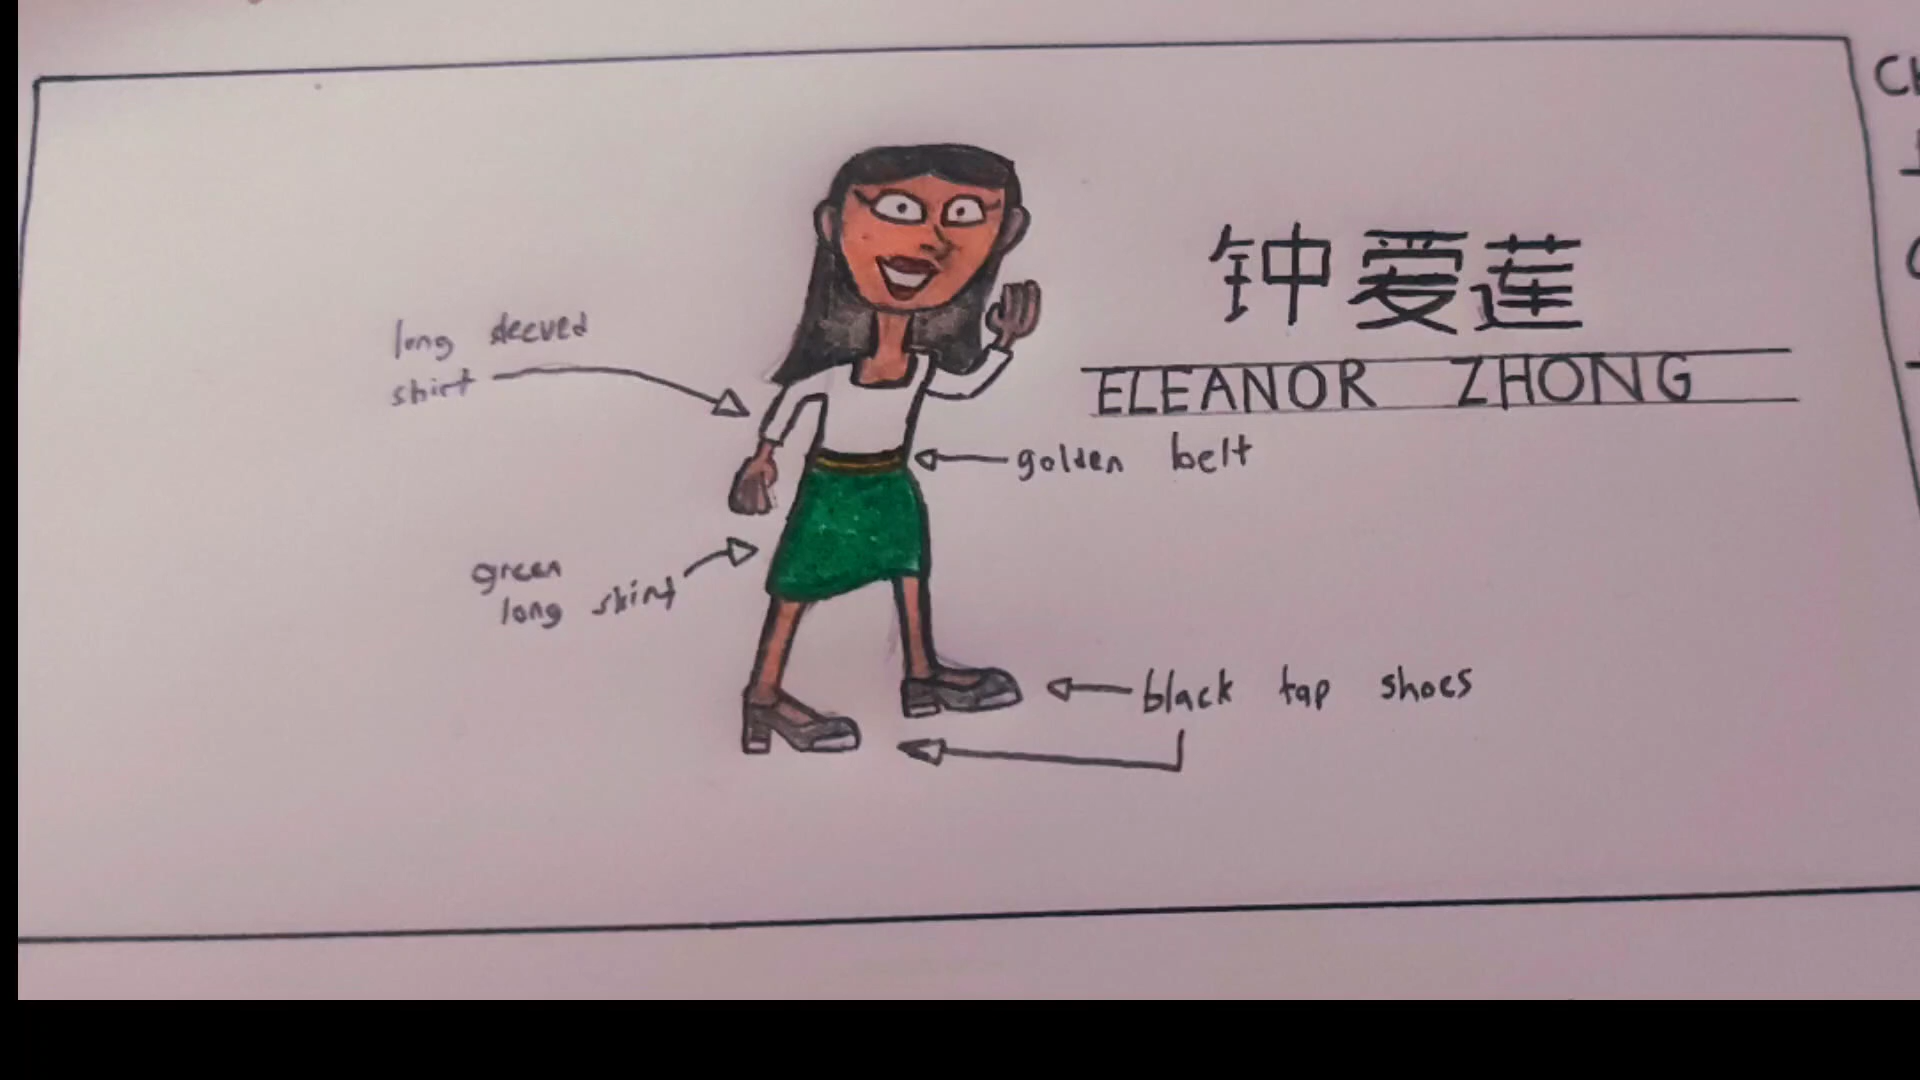 钟爱莲
ELEANOR ZHONG
long sleeved
shirt
golden belt
green
long skirt
black tap shoes